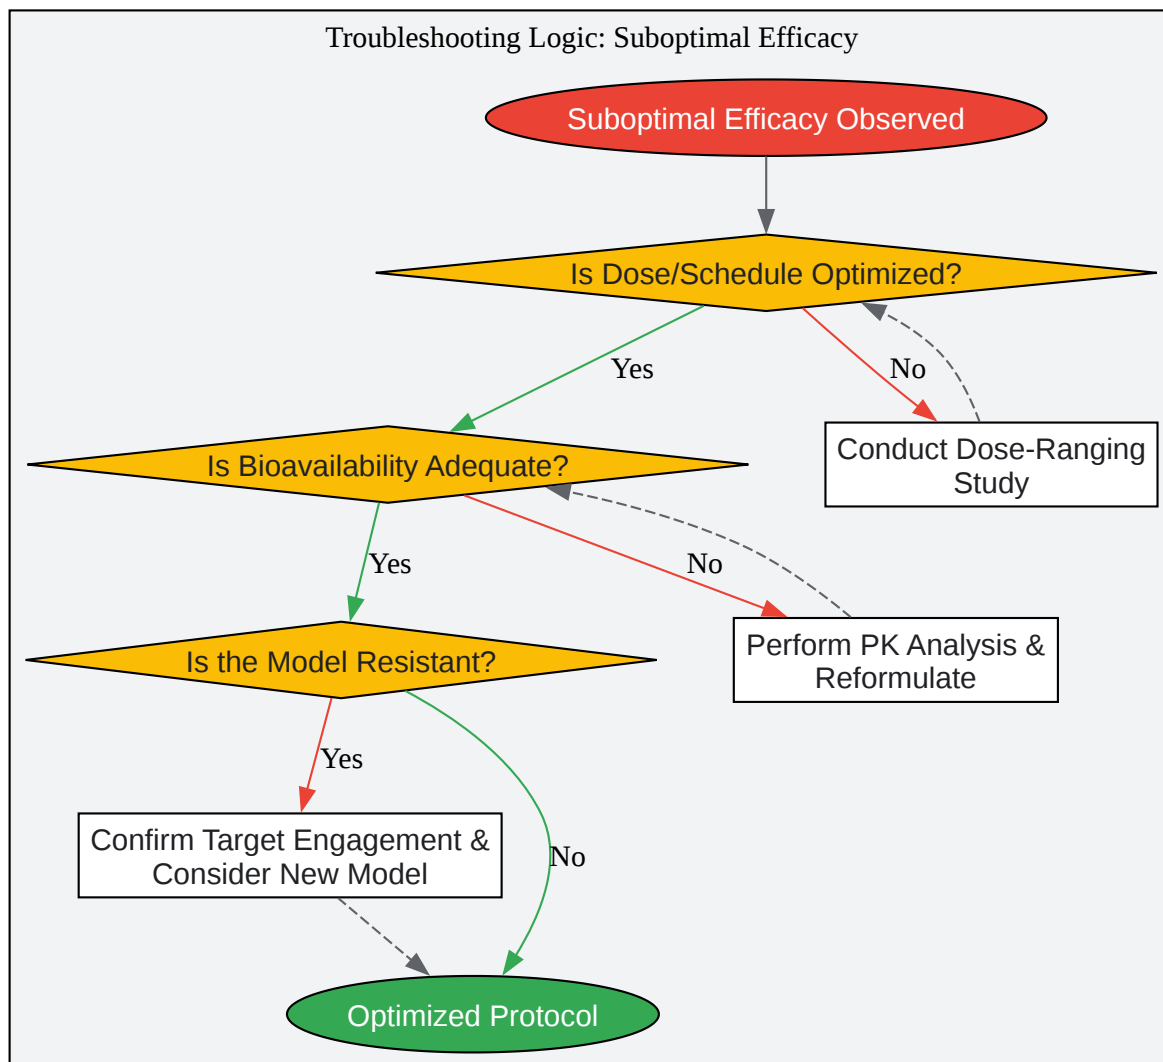 Troubleshooting Logic: Suboptimal Efficacy
Suboptimal Efficacy Observed
Is Dose/Schedule Optimized?
Yes
No
Conduct Dose-Ranging
Study
Is Bioavailability Adequate?
Yes
No
Perform PK Analysis &
Reformulate
Is the Model Resistant?
Yes
Confirm Target Engagement &
Consider New Model
No
Optimized Protocol